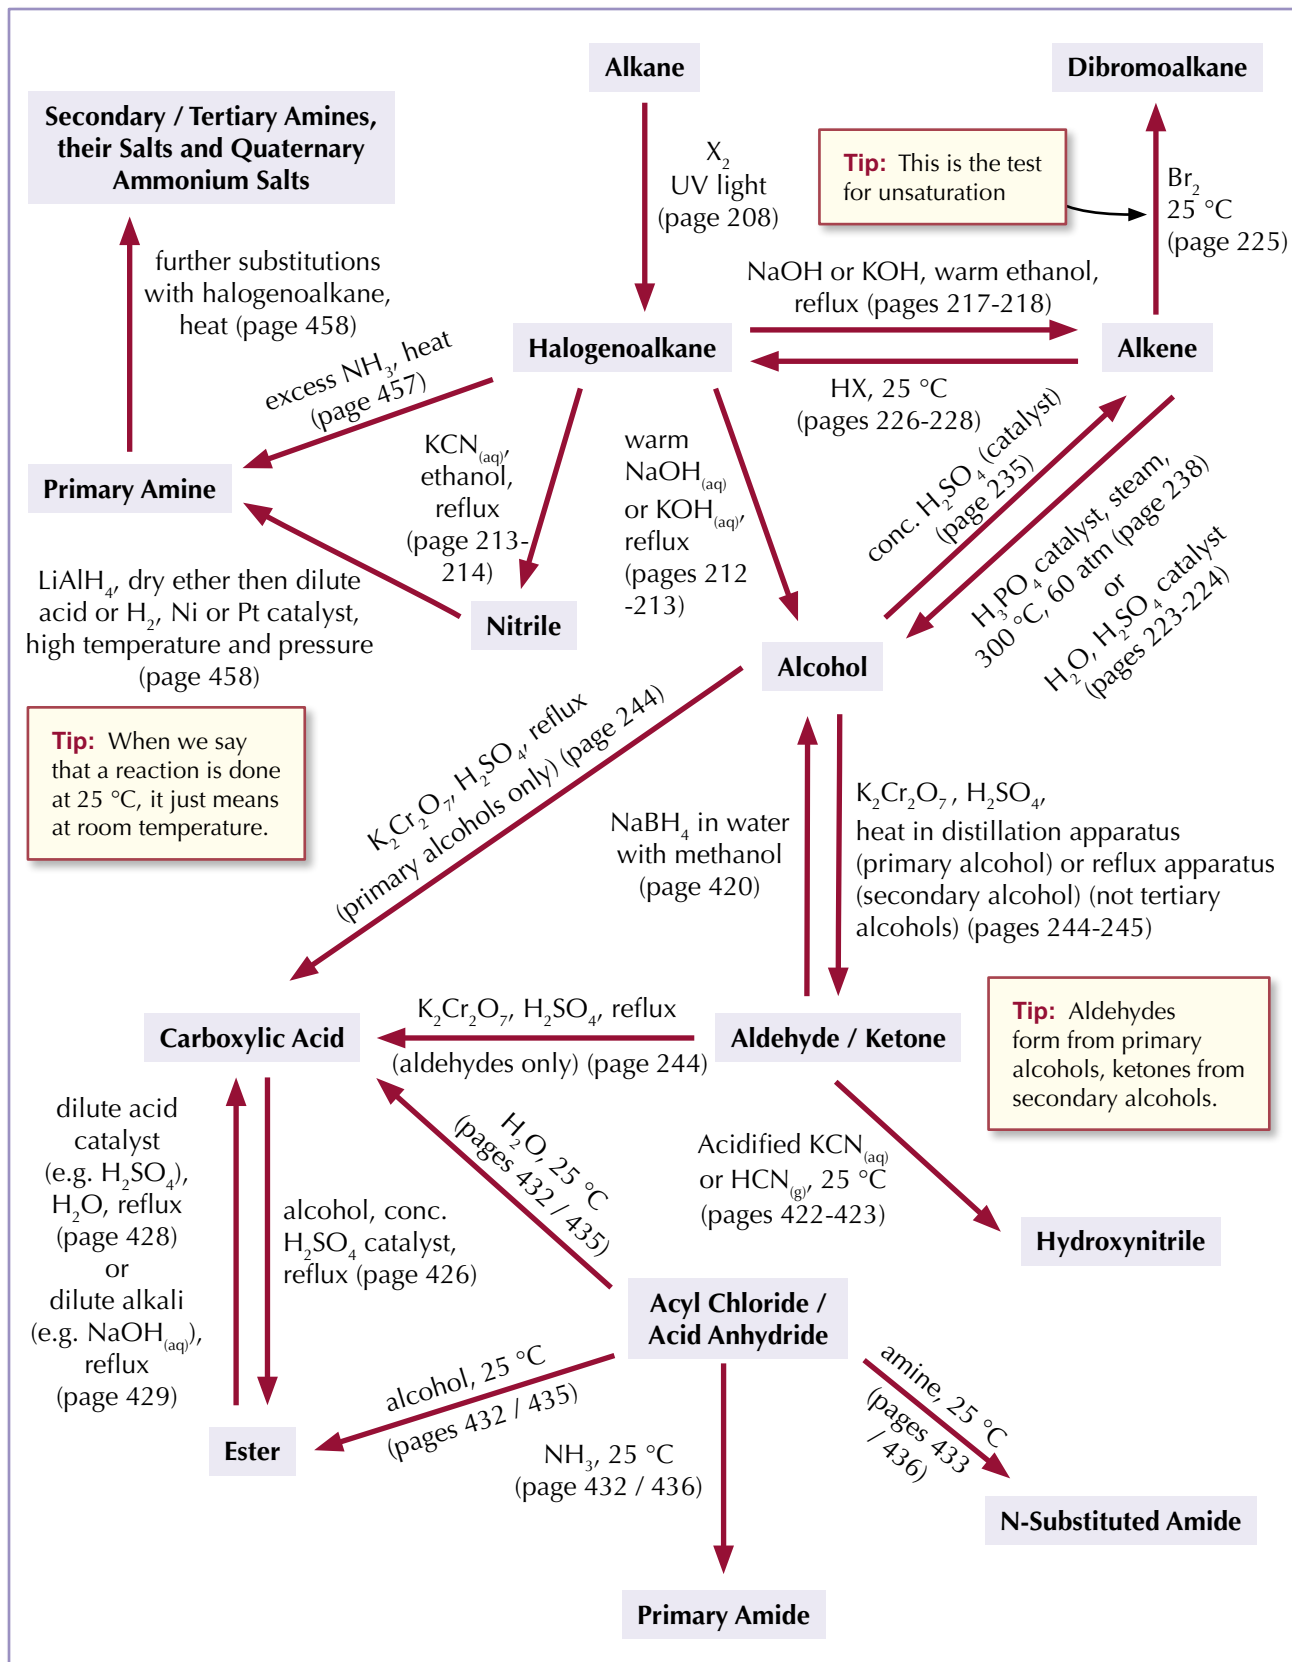 Alkane
Dibromoalkane
Secondary / Tertiary Amines,
their Salts and Quaternary
Ammonium Salts
X₂
UV light
(page 208)
Tip: This is the test
for unsaturation
Br₂
25 °C
(page 225)
further substitutions
with halogenoalkane,
heat (page 458)
NaOH or KOH, warm ethanol,
reflux (pages 217-218)
Halogenoalkane
Alkene
excess NH₃, heat
(page 457)
HX, 25 °C
(pages 226-228)
KCN(aq),
ethanol,
reflux
(page 213-
214)
warm
NaOH(aq)
or KOH(aq),
reflux
(pages 212
-213)
conc. H₂SO₄ (catalyst)
(page 235)
H₃PO₄ catalyst, steam,
300 °C, 60 atm (page 238)
or
H₂O, H₂SO₄ catalyst
(pages 223-224)
Primary Amine
LiAlH₄, dry ether then dilute
acid or H₂, Ni or Pt catalyst,
high temperature and pressure
(page 458)
Nitrile
Alcohol
Tip: When we say
that a reaction is done
at 25 °C, it just means
at room temperature.
K₂Cr₂O₇, H₂SO₄, reflux
(primary alcohols only) (page 244)
NaBH₄ in water
with methanol
(page 420)
K₂Cr₂O₇ , H₂SO₄,
heat in distillation apparatus
(primary alcohol) or reflux apparatus
(secondary alcohol) (not tertiary
alcohols) (pages 244-245)
Carboxylic Acid
K₂Cr₂O₇, H₂SO₄, reflux
(aldehydes only) (page 244)
Aldehyde / Ketone
Tip: Aldehydes
form from primary
alcohols, ketones from
secondary alcohols.
dilute acid
catalyst
(e.g. H₂SO₄),
H₂O, reflux
(page 428)
or
dilute alkali
(e.g. NaOH(aq)),
reflux
(page 429)
alcohol, conc.
H₂SO₄ catalyst,
reflux (page 426)
H₂O, 25 °C
(pages 432 / 435)
Acidified KCN(aq)
or HCN(g), 25 °C
(pages 422-423)
Hydroxynitrile
Acyl Chloride /
Acid Anhydride
alcohol, 25 °C
(pages 432 / 435)
amine, 25 °C
(pages 433
/ 436)
Ester
NH₃, 25 °C
(page 432 / 436)
N-Substituted Amide
Primary Amide